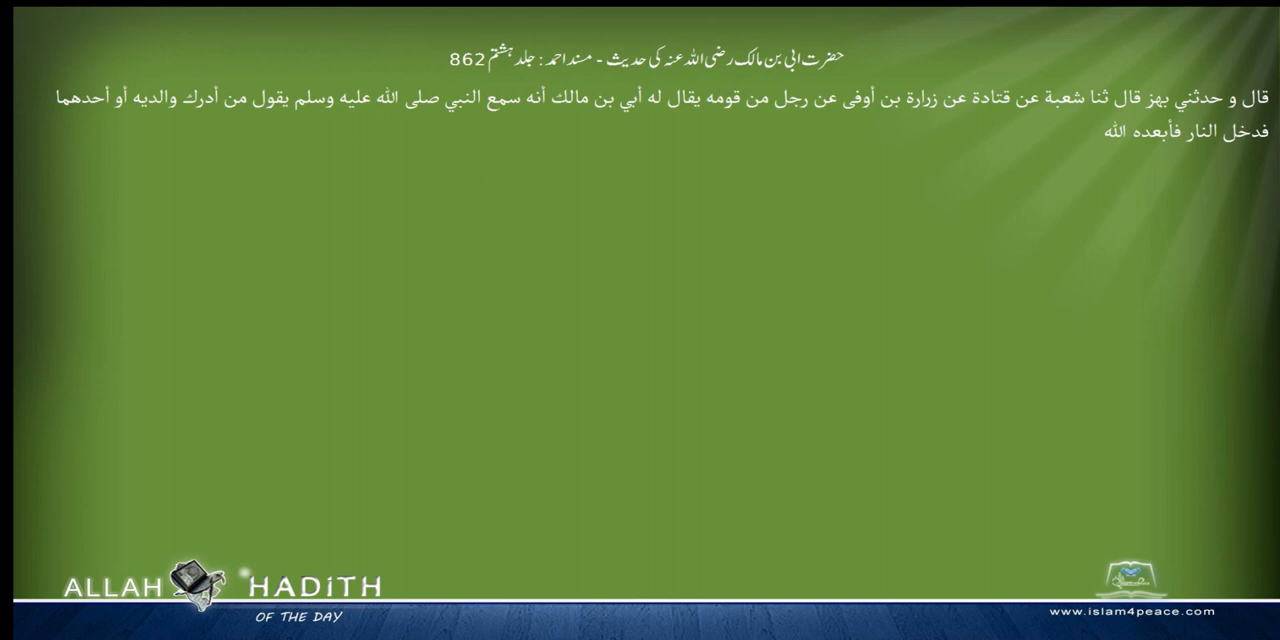 حضرت ابی بن مالک رضی اللہ عنہ کی حدیث - مسند احمد : جلد ہشتم 862
قال و حدثني بهز قال ثنا شعبة عن قتادة عن زرارة بن أوفى عن رجل من قومه يقال له أبي بن مالك أنه سمع النبي صلى الله عليه وسلم يقول من أدرك والديه أو أحدهما
فدخل النار فأبعده الله
ALLAH HADITH
OF THE DAY
www.islam4peace.com